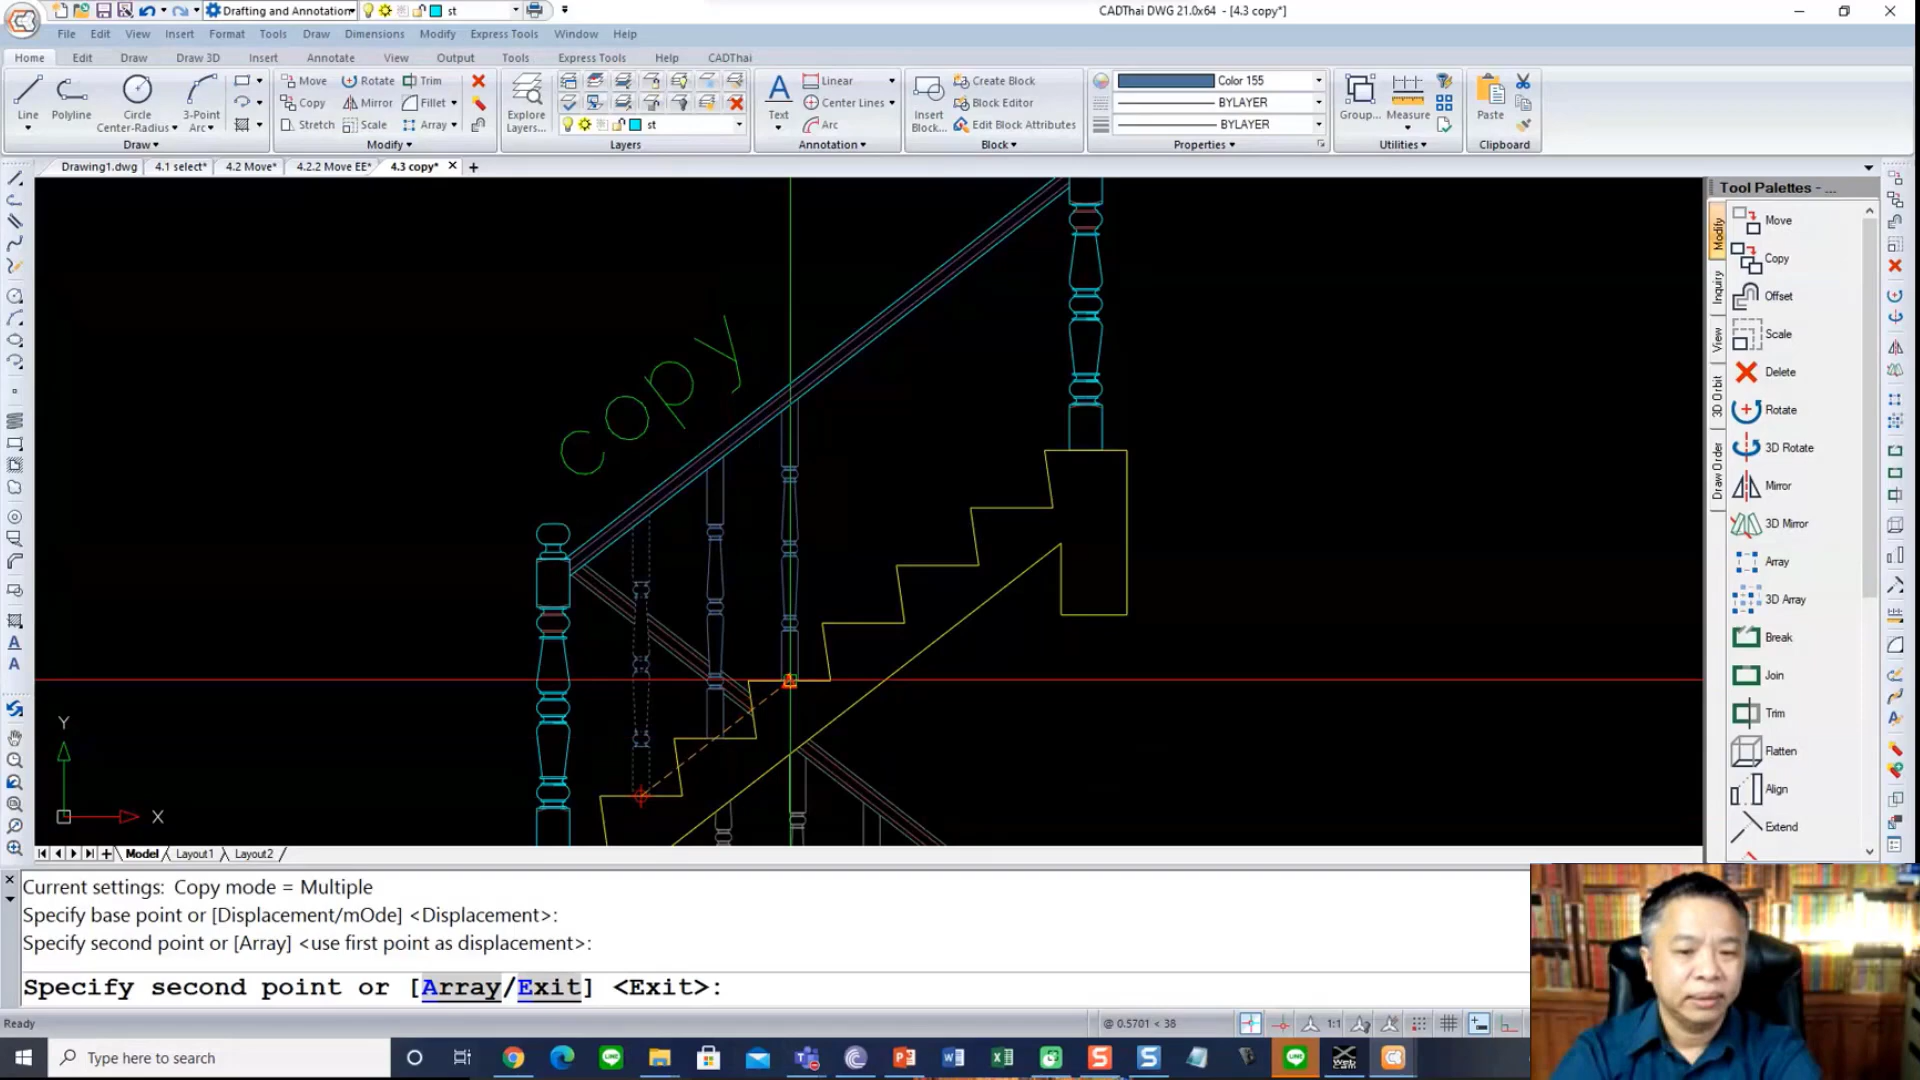 Drafting and Annotation
st
CADThai DWG 21.0x64 - [4.3 copy*]
File Edit View Insert Format Tools Draw Dimensions Modify Express Tools Window Help
Home Edit Draw Draw 3D Insert Annotate View Output Tools Express Tools Help CADThai
Line
Polyline
Circle
Center-Radius
3-Point
Arc
Draw
Move Rotate Trim
Copy Mirror Fillet
Stretch Scale Array
Modify
Explore
Layers...
st
Layers
Text
Linear
Center Lines
Arc
Annotation
Insert
Block...
Create Block
Block Editor
Edit Block Attributes
Block
Color 155
BYLAYER
BYLAYER
Properties
Group...
Measure
Utilities
Paste
Clipboard
Drawing1.dwg 4.1 select* 4.2 Move* 4.2.2 Move EE* 4.3 copy*
Tool Palettes - ...
Modify
Inquiry
View
3D Orbit
Draw Order
Move
Copy
Offset
Scale
Delete
Rotate
3D Rotate
Mirror
3D Mirror
Array
3D Array
Break
Join
Trim
Flatten
Align
Extend
copy
Y
X
Model Layout1 Layout2
Current settings: Copy mode = Multiple
Specify base point or [Displacement/mOde] <Displacement>:
Specify second point or [Array] <use first point as displacement>:
Specify second point or [Array/Exit] <Exit>:
Ready
@ 0.5701 < 38
1:1
Type here to search